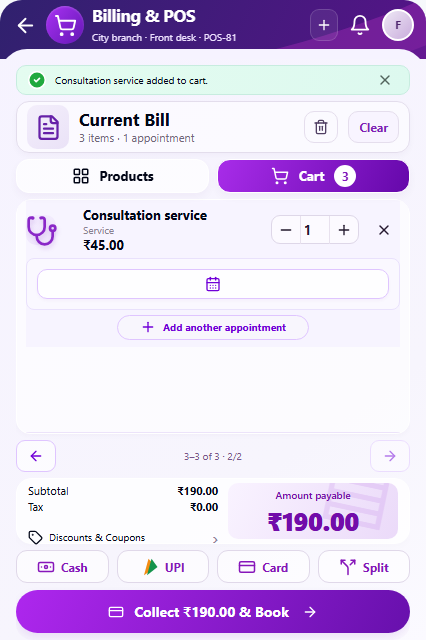 Billing & POS
City branch · Front desk · POS-81
F
Consultation service added to cart.
Current Bill
3 items · 1 appointment
Clear
Products
Cart 3
Consultation service
Service
₹45.00
1
Add another appointment
3–3 of 3 · 2/2
Subtotal ₹190.00
Tax ₹0.00
Discounts & Coupons
Amount payable
₹190.00
Cash
UPI
Card
Split
Collect ₹190.00 & Book